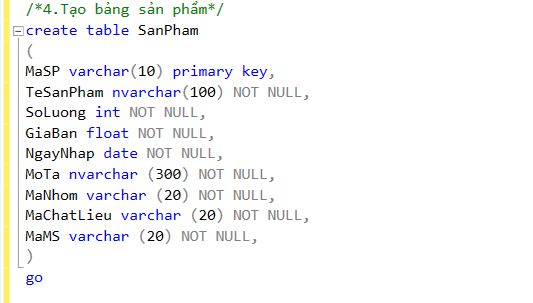 /*4.Tạo bảng sản phẩm*/
create table SanPham
(
MaSP varchar(10) primary key,
TeSanPham nvarchar(100) NOT NULL,
SoLuong int NOT NULL,
GiaBan float NOT NULL,
NgayNhap date NOT NULL,
MoTa nvarchar (300) NOT NULL,
MaNhom varchar (20) NOT NULL,
MaChatLieu varchar (20) NOT NULL,
MaMS varchar (20) NOT NULL,
)
go